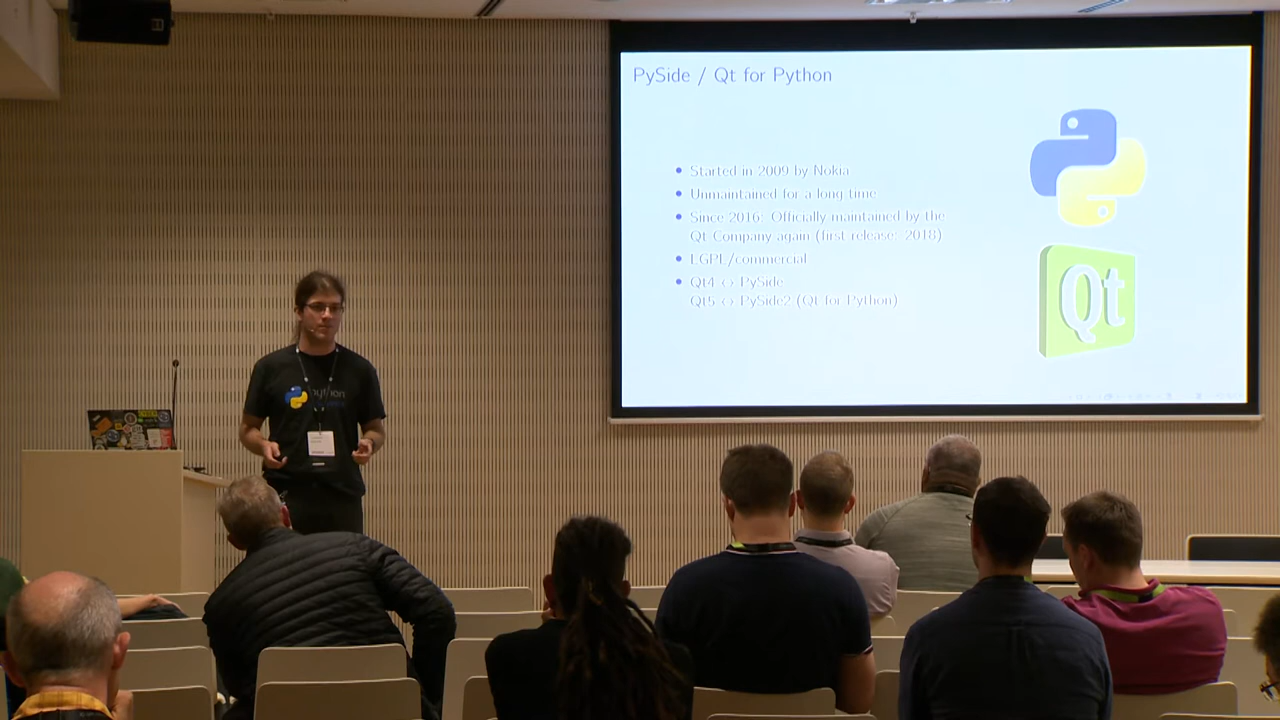 PySide / Qt for Python
Started in 2009 by Nokia
Unmaintained for a long time
Since 2016: Officially maintained by the
Qt Company again (first release: 2018)
LGPL/commercial
Qt4 ↔ PySide
Qt5 ↔ PySide2 (Qt for Python)
Qt
python